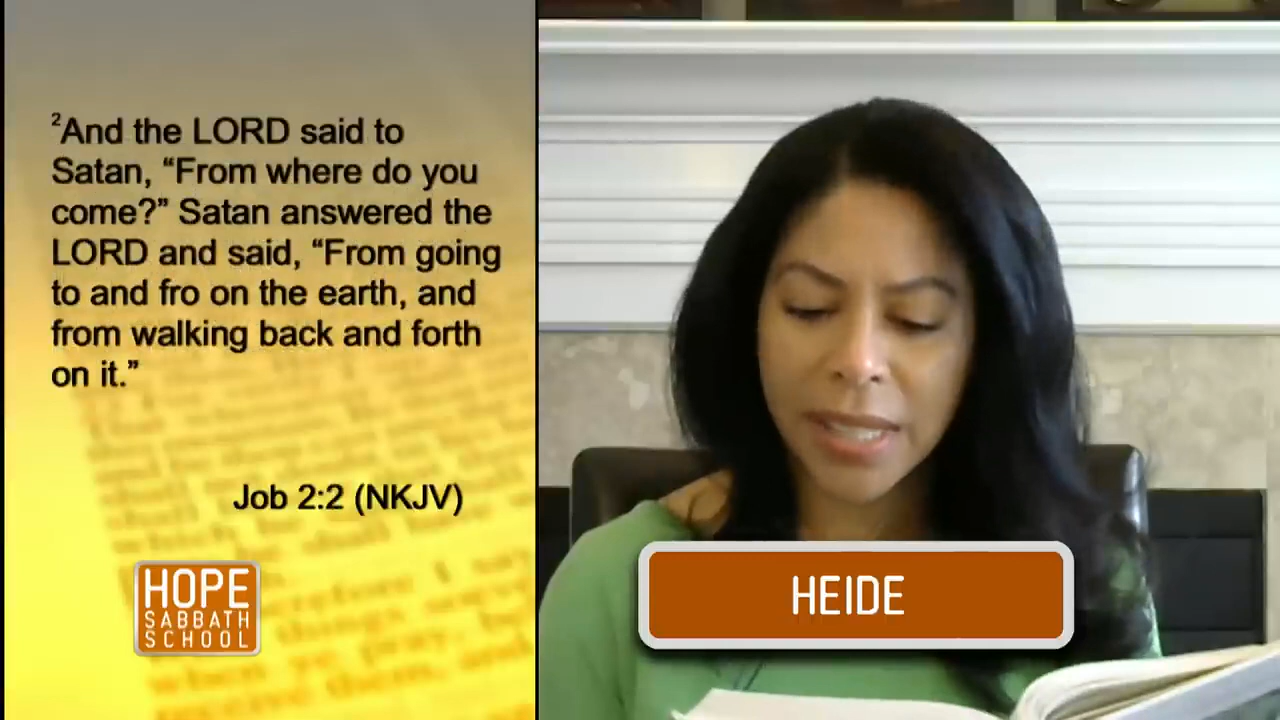 ²And the LORD said to
Satan, “From where do you
come?” Satan answered the
LORD and said, “From going
to and fro on the earth, and
from walking back and forth
on it.”
Job 2:2 (NKJV)
HOPE
SABBATH
SCHOOL
HEIDE